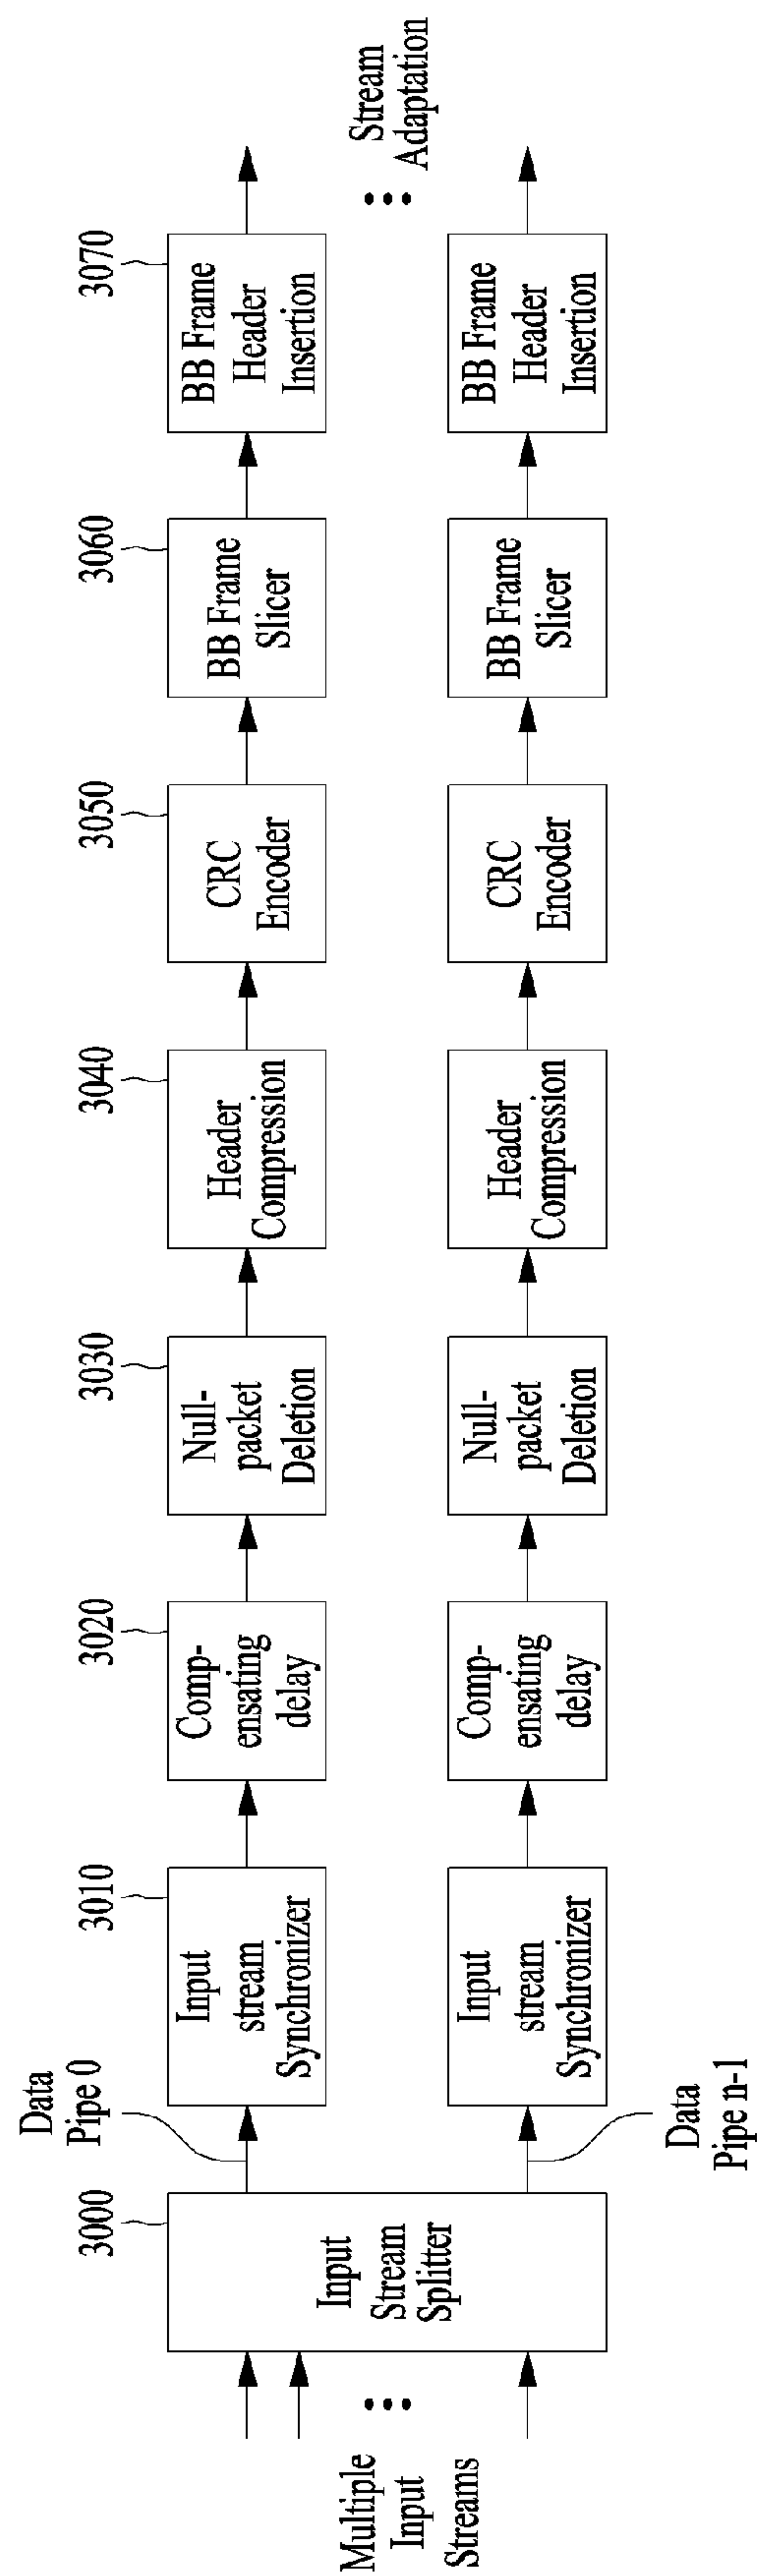 Multiple
Input
Streams
3000
Input
Stream
Splitter
Data
Pipe 0
3010
Input
stream
Synchronizer
3020
Comp-
ensating
delay
3030
Null-
packet
Deletion
3040
Header
Compression
3050
CRC
Encoder
3060
BB Frame
Slicer
3070
BB Frame
Header
Insertion
Data
Pipe n-1
Input
stream
Synchronizer
Comp-
ensating
delay
Null-
packet
Deletion
Header
Compression
CRC
Encoder
BB Frame
Slicer
BB Frame
Header
Insertion
Stream
Adaptation